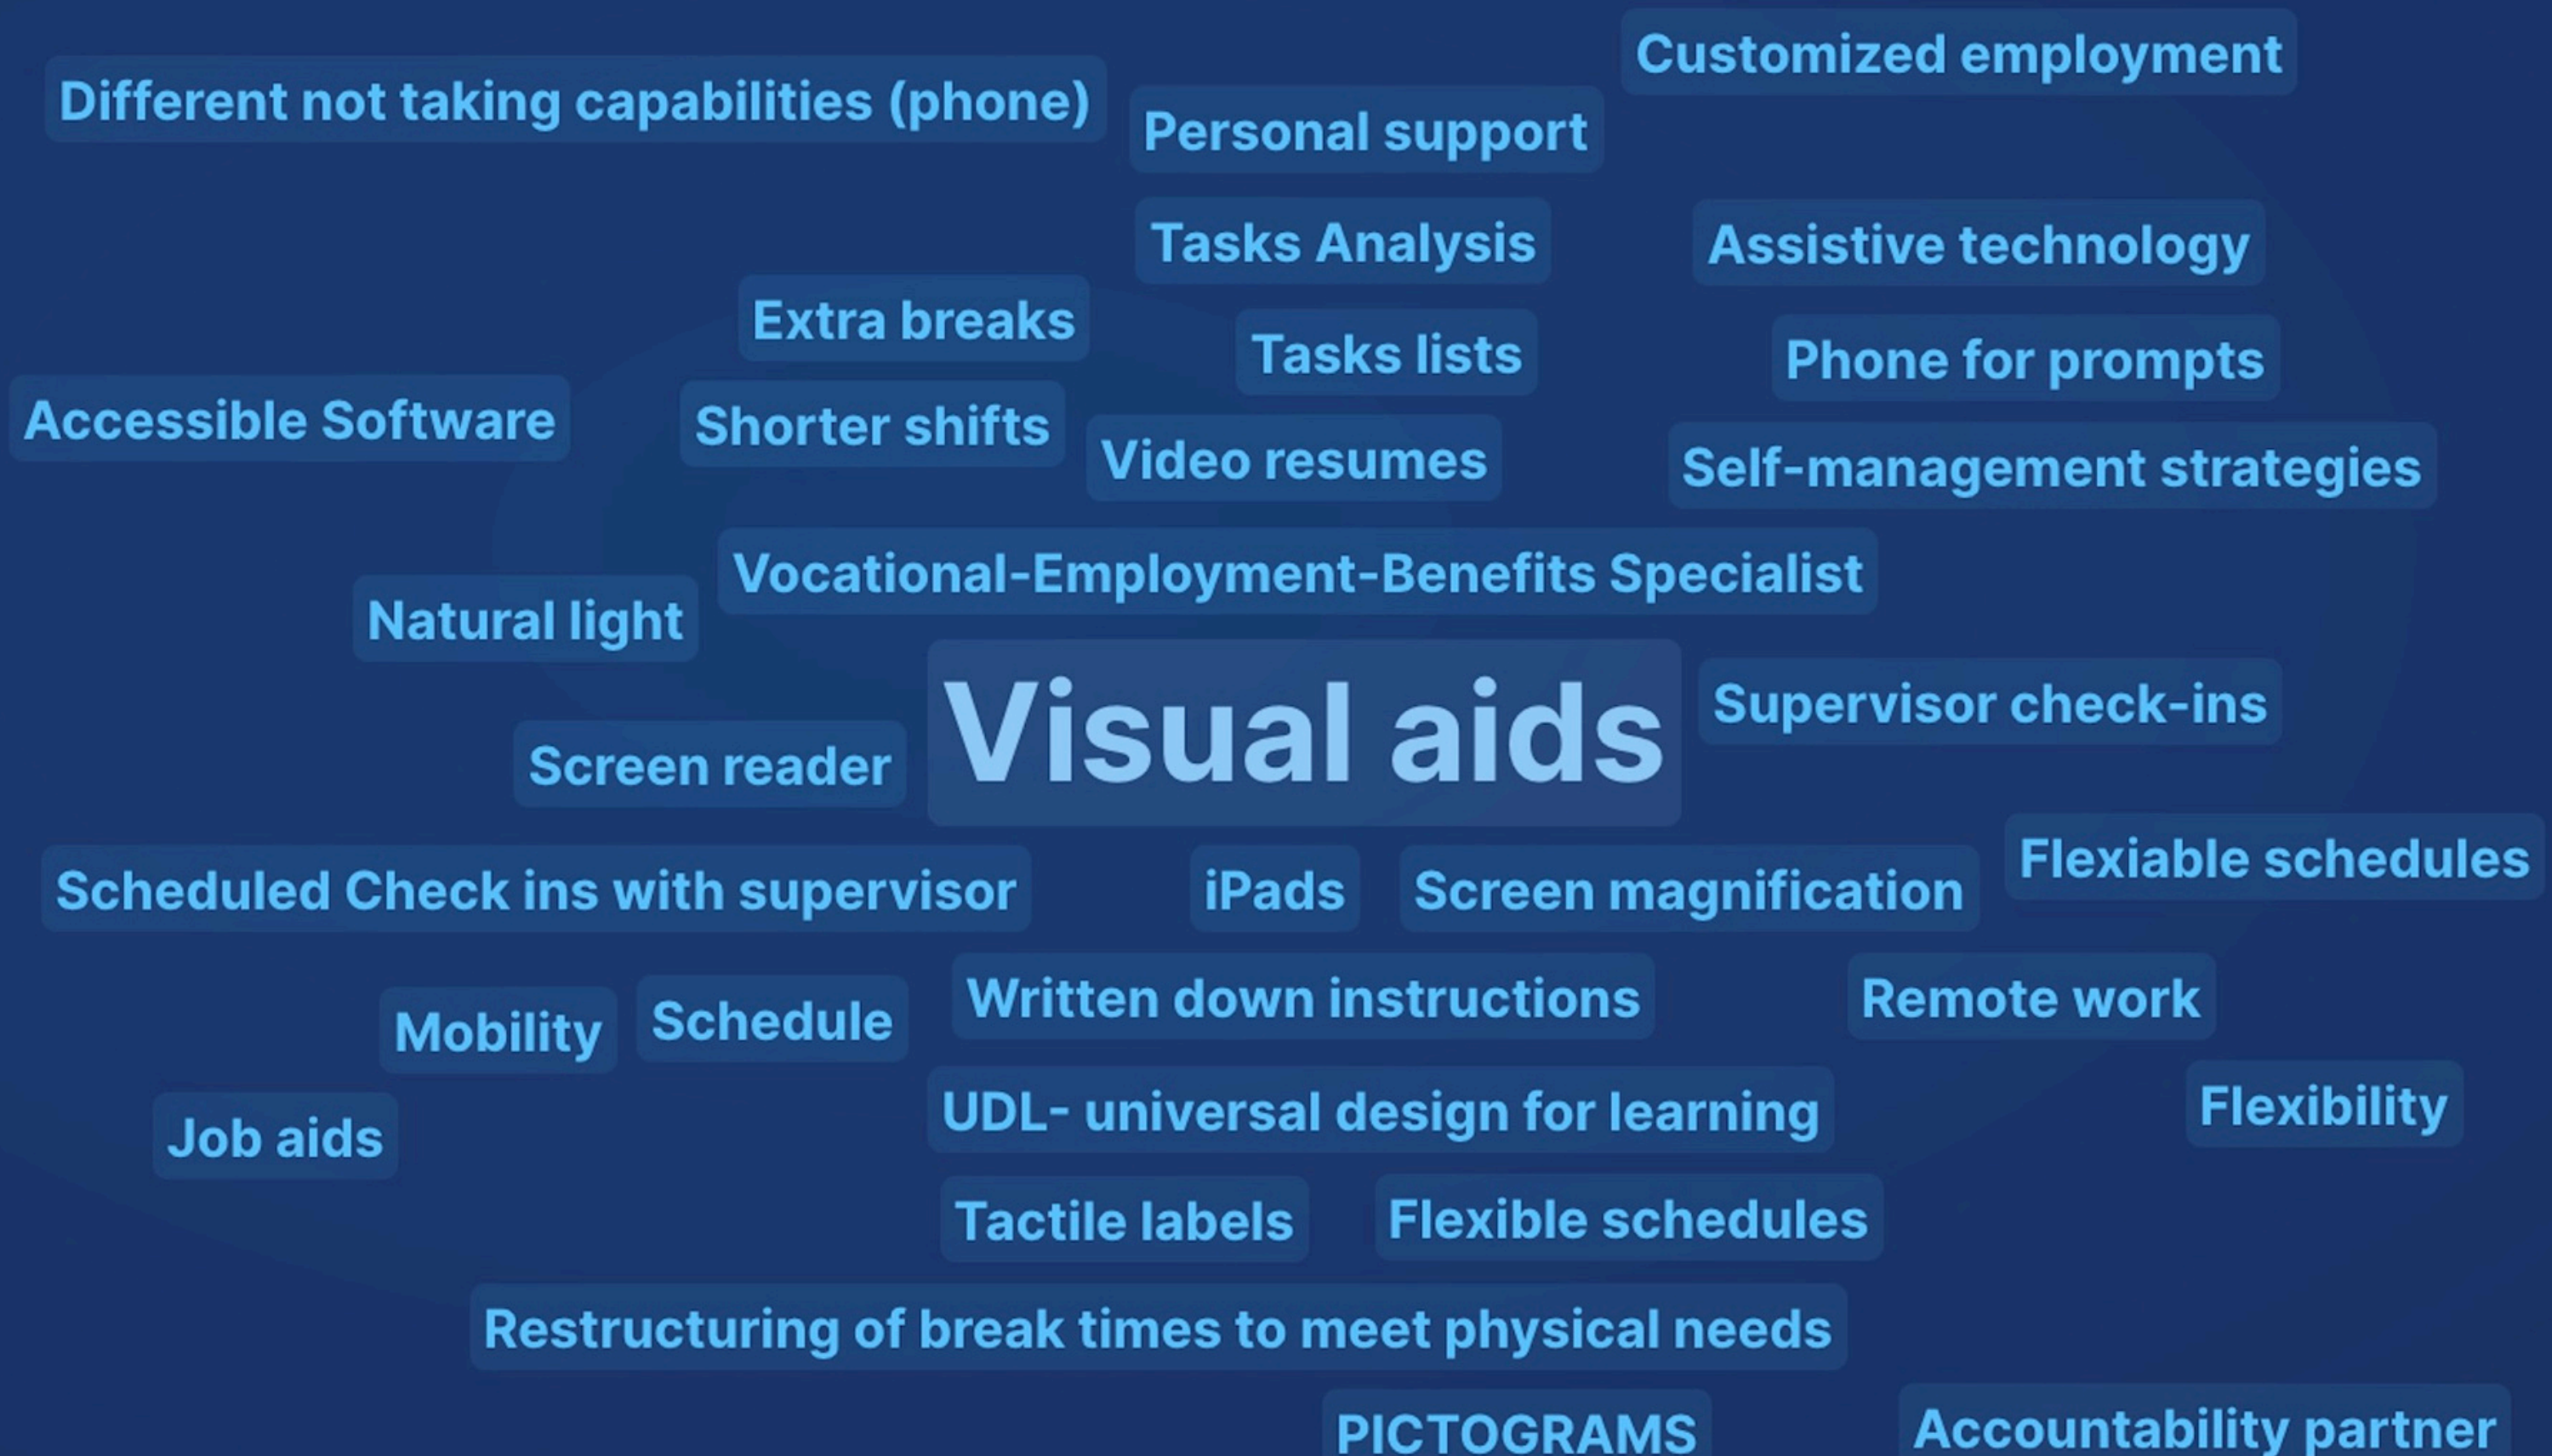 Customized employment
Different not taking capabilities (phone)
Personal support
Tasks Analysis
Assistive technology
Extra breaks
Tasks lists
Phone for prompts
Accessible Software
Shorter shifts
Video resumes
Self-management strategies
Vocational-Employment-Benefits Specialist
Natural light
Visual aids
Supervisor check-ins
Screen reader
Flexiable schedules
Scheduled Check ins with supervisor
iPads
Screen magnification
Written down instructions
Remote work
Mobility
Schedule
UDL- universal design for learning
Flexibility
Job aids
Tactile labels
Flexible schedules
Restructuring of break times to meet physical needs
PICTOGRAMS
Accountability partner